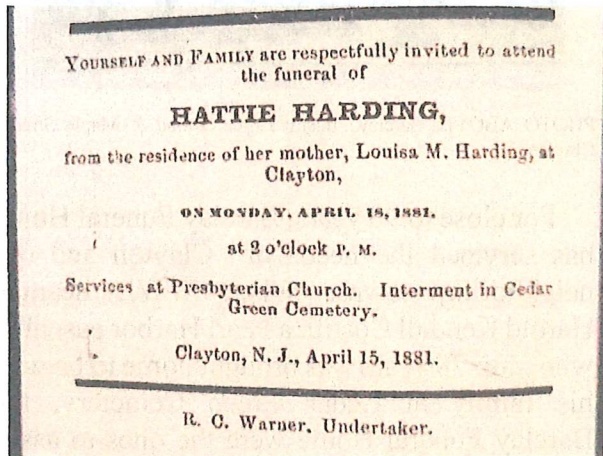 YOURSELF AND FAMILY are respectfully invited to attend
the funeral of
HATTIE HARDING,
from the residence of her mother, Louisa M. Harding, at
Clayton,
ON MONDAY, APRIL 18, 1881.
at 2 o'clock P. M.
Services at Presbyterian Church. Interment in Cedar
Green Cemetery.
Clayton, N. J., April 15, 1881.
R. C. Warner, Undertaker.